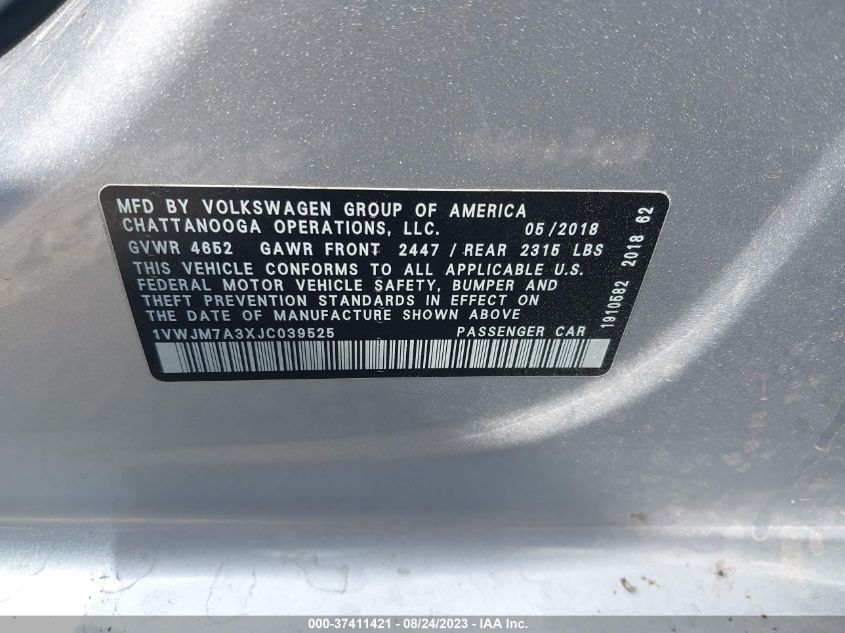 MFD BY VOLKSWAGEN GROUP OF AMERICA
CHATTANOOGA OPERATIONS, LLC. 05/2018
GVWR 4652 GAWR FRONT 2447 / REAR 2315 LBS
THIS VEHICLE CONFORMS TO ALL APPLICABLE U.S.
FEDERAL MOTOR VEHICLE SAFETY, BUMPER AND
THEFT PREVENTION STANDARDS IN EFFECT ON
THE DATE OF MANUFACTURE SHOWN ABOVE
1VWJM7A3XJC039525 PASSENGER CAR
1910582 2018 62
000-37411421 - 08/24/2023 - IAA Inc.